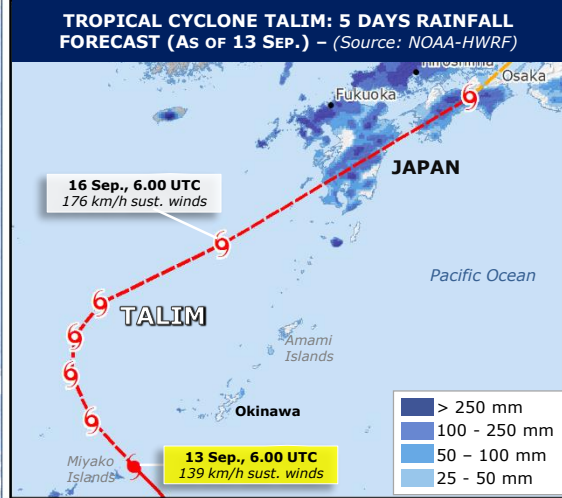 TROPICAL CYCLONE TALIM: 5 DAYS RAINFALL
FORECAST (AS OF 13 SEP.) – (Source: NOAA-HWRF)
Hiroshima
Osaka
Fukuoka
JAPAN
16 Sep., 6.00 UTC
176 km/h sust. winds
Pacific Ocean
TALIM
Amami
Islands
Okinawa
> 250 mm
100 - 250 mm
50 – 100 mm
25 - 50 mm
13 Sep., 6.00 UTC
139 km/h sust. winds
Miyako
Islands